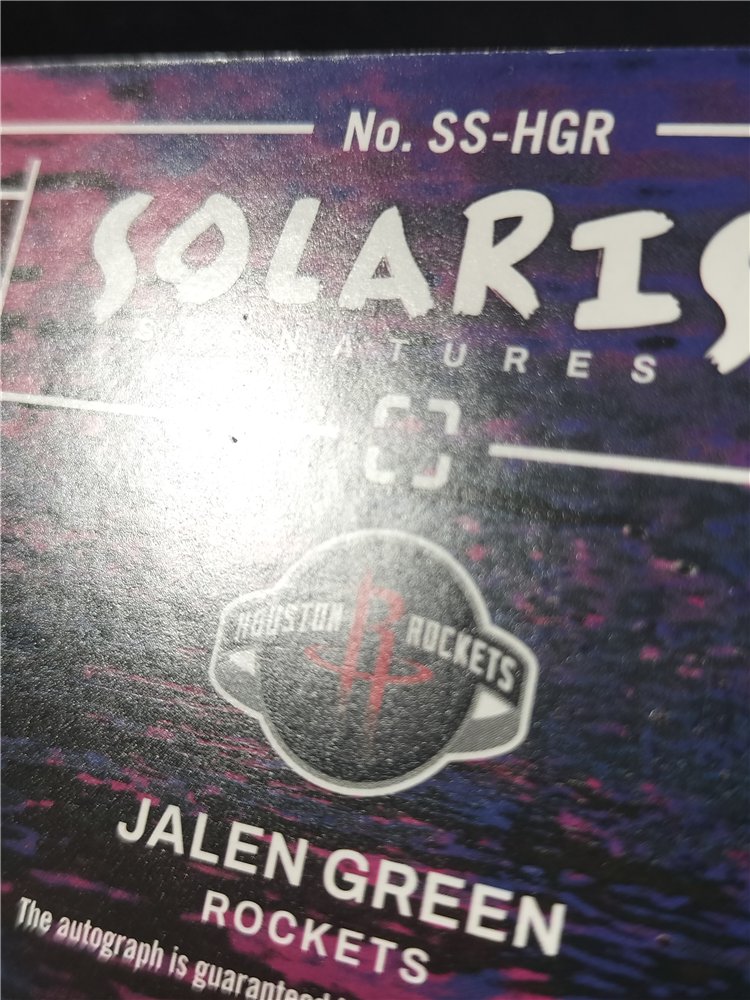 No. SS-HGR
SOLARIS
SIGNATURES
HOUSTON ROCKETS
R
JALEN GREEN
ROCKETS
The autograph is guaranteed